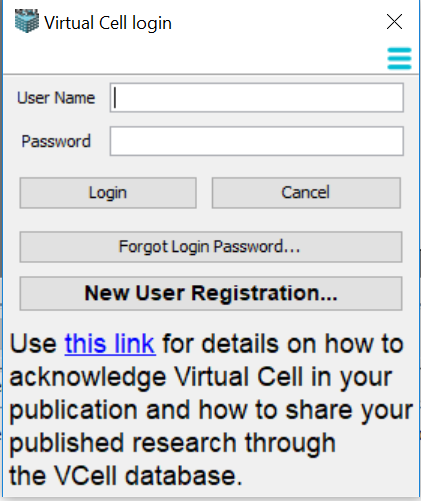 Virtual Cell login
User Name
Password
Login Cancel
Forgot Login Password...
New User Registration...
Use this link for details on how to
acknowledge Virtual Cell in your
publication and how to share your
published research through
the VCell database.